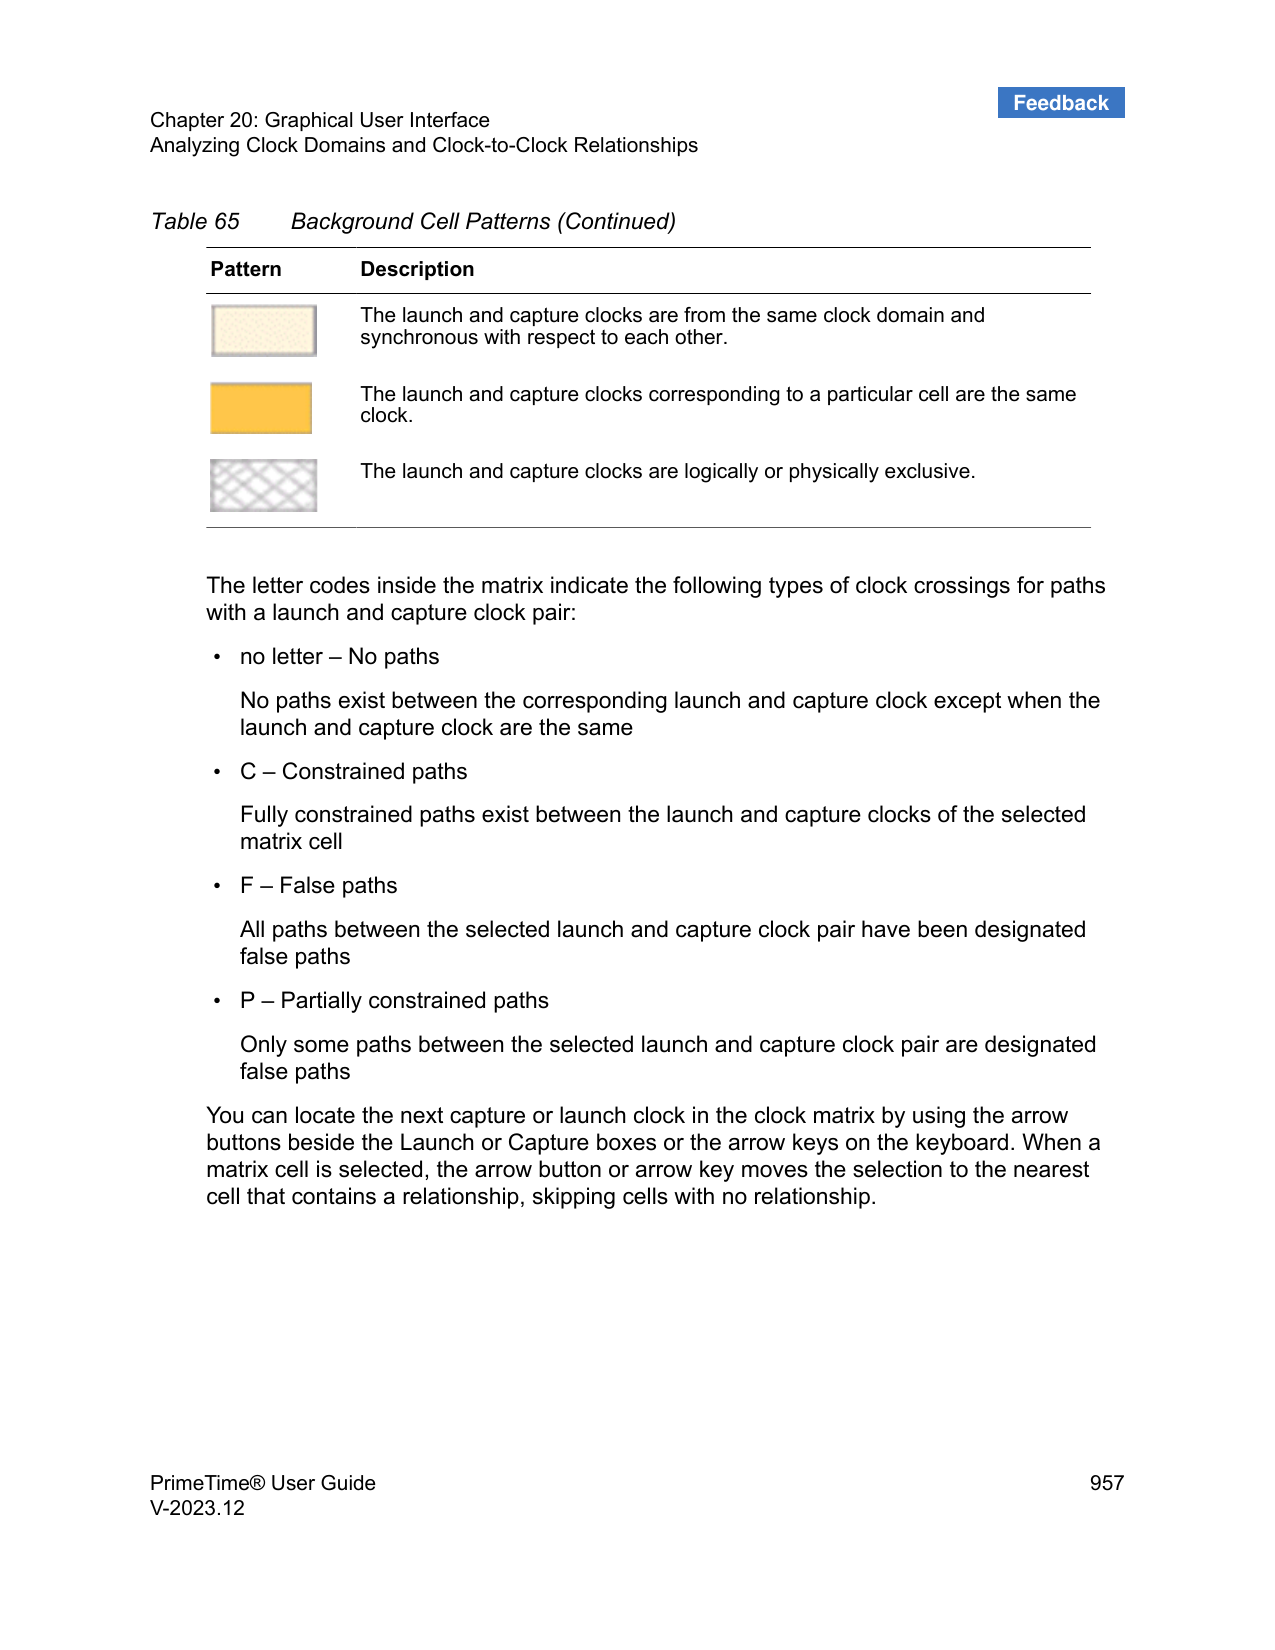 Feedback
Chapter 20: Graphical User Interface
Analyzing Clock Domains and Clock-to-Clock Relationships
Table 65 Background Cell Patterns (Continued)
Pattern Description
The launch and capture clocks are from the same clock domain and
synchronous with respect to each other.
The launch and capture clocks corresponding to a particular cell are the same
clock.
The launch and capture clocks are logically or physically exclusive.
The letter codes inside the matrix indicate the following types of clock crossings for paths
with a launch and capture clock pair:
• no letter – No paths
No paths exist between the corresponding launch and capture clock except when the
launch and capture clock are the same
• C – Constrained paths
Fully constrained paths exist between the launch and capture clocks of the selected
matrix cell
• F – False paths
All paths between the selected launch and capture clock pair have been designated
false paths
• P – Partially constrained paths
Only some paths between the selected launch and capture clock pair are designated
false paths
You can locate the next capture or launch clock in the clock matrix by using the arrow
buttons beside the Launch or Capture boxes or the arrow keys on the keyboard. When a
matrix cell is selected, the arrow button or arrow key moves the selection to the nearest
cell that contains a relationship, skipping cells with no relationship.
PrimeTime® User Guide 957
V-2023.12